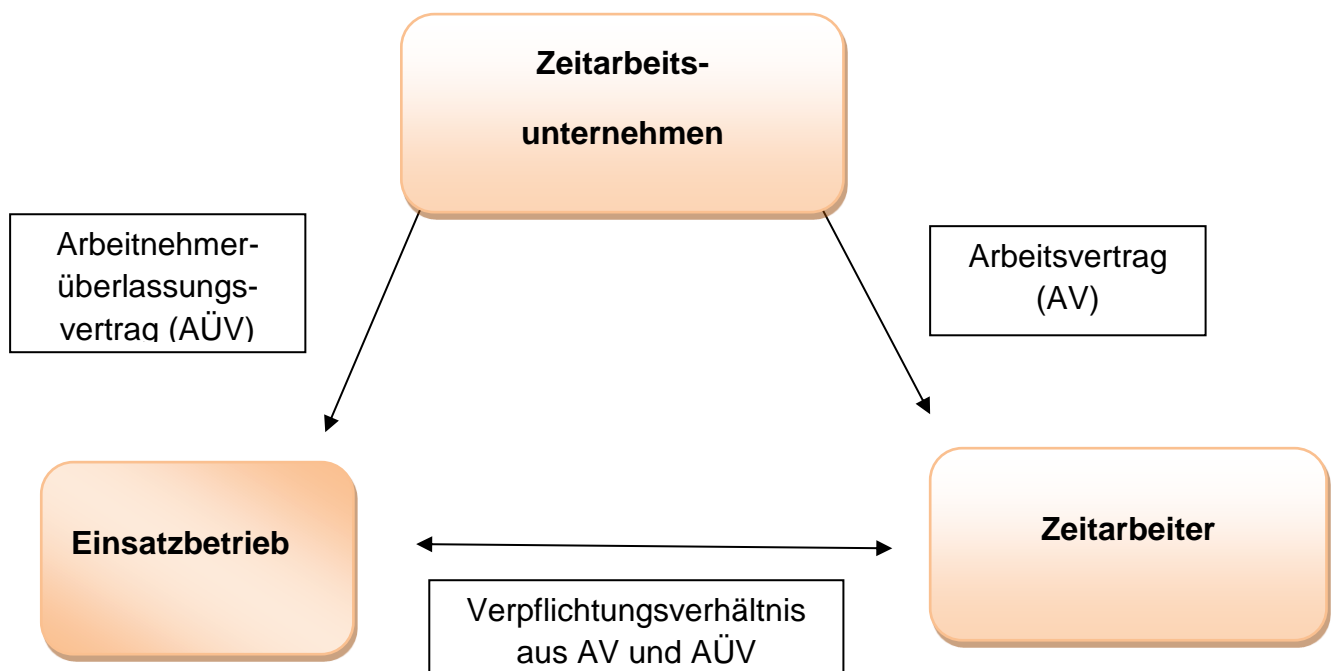 Zeitarbeits-
unternehmen
Arbeitnehmer-
überlassungs-
vertrag (AÜV)
Arbeitsvertrag
(AV)
Einsatzbetrieb
Zeitarbeiter
Verpflichtungsverhältnis
aus AV und AÜV